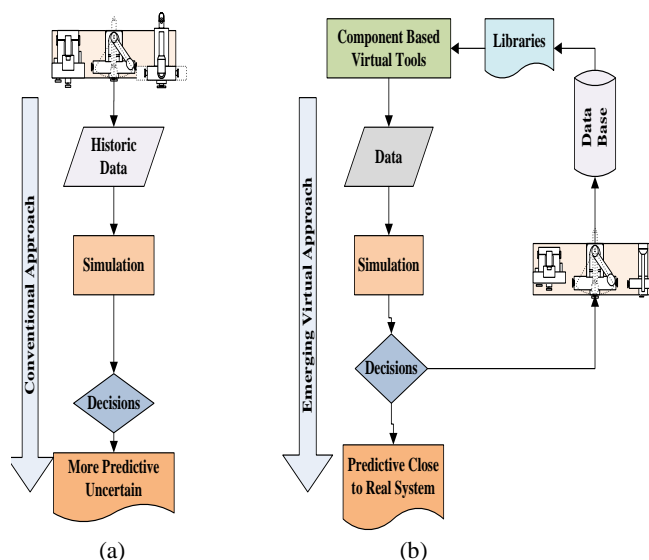 Conventional Approach
Historic
Data
Simulation
Decisions
More Predictive
Uncertain
(a)
Emerging Virtual Approach
Component Based
Virtual Tools
Libraries
Data
Base
Data
Simulation
Decisions
Predictive Close
to Real System
(b)